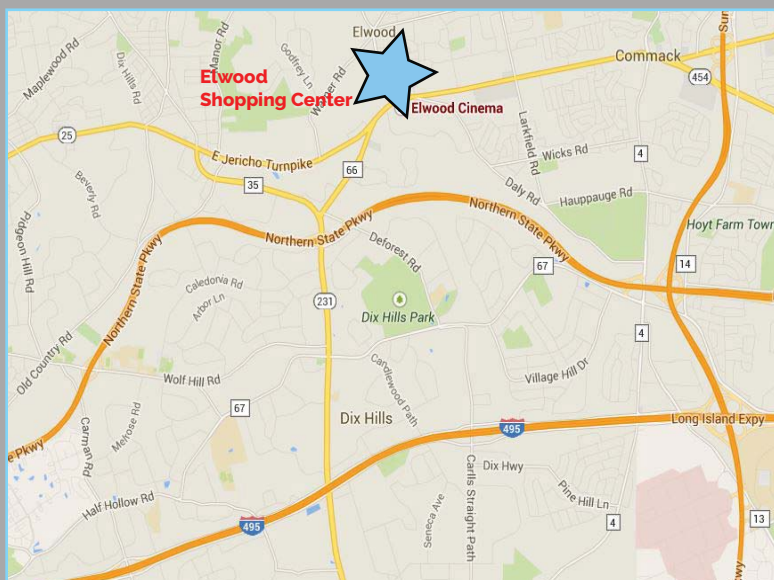 Elwood
Commack
Sun
454
Maplewood Rd
Dix Hills Rd
Manor Rd
Godfrey Ln
Elwood
Shopping Center
Elwood Cinema
25
E Jericho Turnpike
66
35
Larkfield Rd
Wicks Rd
4
Daly Rd
Hauppauge Rd
Beverly Rd
Pidgeon Hill Rd
Northern State Pkwy
Northern State Pkwy
Northern State Pkwy
Hoyt Farm Town
Deforest Rd
67
14
Caledonia Rd
Arbor Ln
231
Dix Hills Park
4
Old Country Rd
Wolf Hill Rd
Candlewood Path
Village Hill Dr
67
Dix Hills
Long Island Expy
495
e Pkwy
Carman Rd
Melrose Rd
Half Hollow Rd
495
Carlls Straight Path
Dix Hwy
Seneca Ave
Pine Hill Ln
4
13
wy